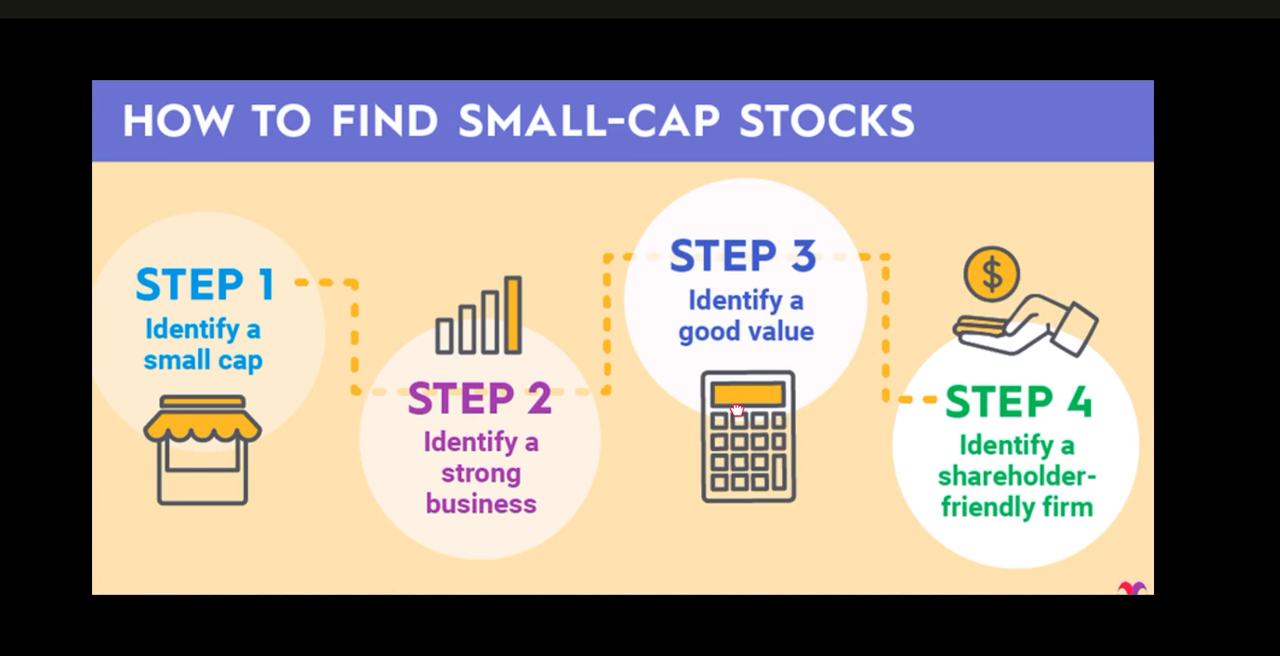 HOW TO FIND SMALL-CAP STOCKS
STEP 1
Identify a
small cap
STEP 2
Identify a
strong
business
STEP 3
Identify a
good value
$
STEP 4
Identify a
shareholder-
friendly firm